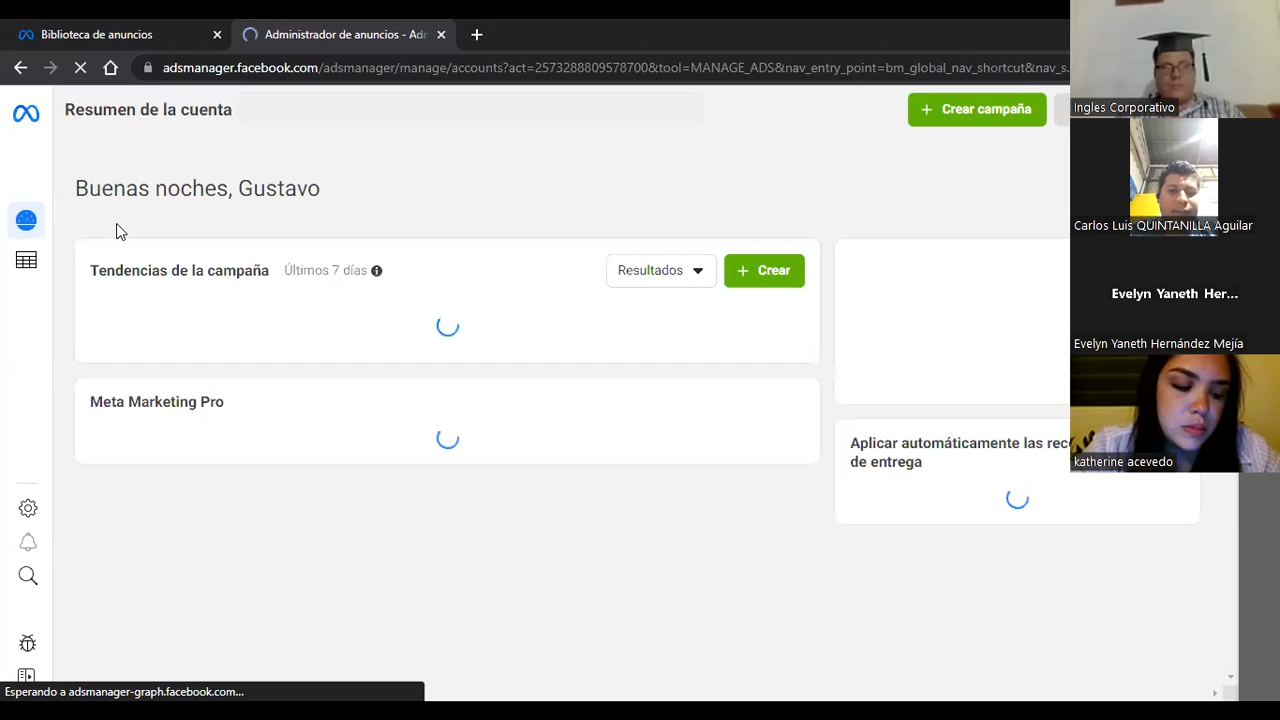 Biblioteca de anuncios
Administrador de anuncios - Adr
adsmanager.facebook.com/adsmanager/manage/accounts?act=2573288809578700&tool=MANAGE_ADS&nav_entry_point=bm_global_nav_shortcut&nav_s...
Resumen de la cuenta
+ Crear campaña
Buenas noches, Gustavo
Tendencias de la campaña Últimos 7 días
Resultados
+ Crear
Meta Marketing Pro
Aplicar automáticamente las rec
de entrega
Esperando a adsmanager-graph.facebook.com...
Ingles Corporativo
Carlos Luis QUINTANILLA Aguilar
Evelyn Yaneth Her...
Evelyn Yaneth Hernández Mejía
katherine acevedo